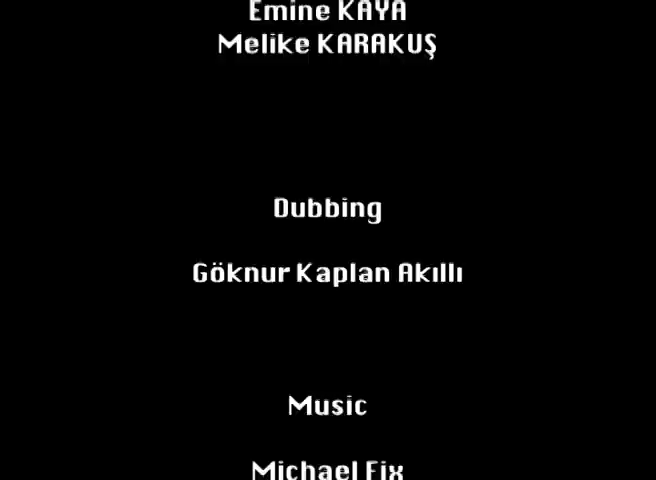 Emine KAYA
Melike KARAKUŞ
Dubbing
Göknur Kaplan Akıllı
Music
Michael Fix